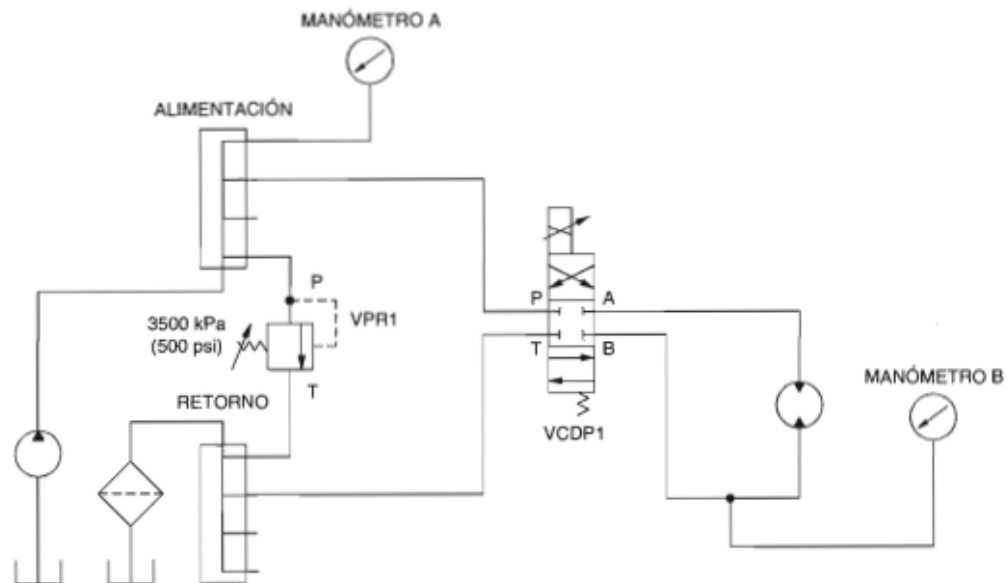 MANÓMETRO A
ALIMENTACIÓN
P
3500 kPa
(500 psi)
VPR1
T
RETORNO
P
A
T
B
VCDP1
MANÓMETRO B